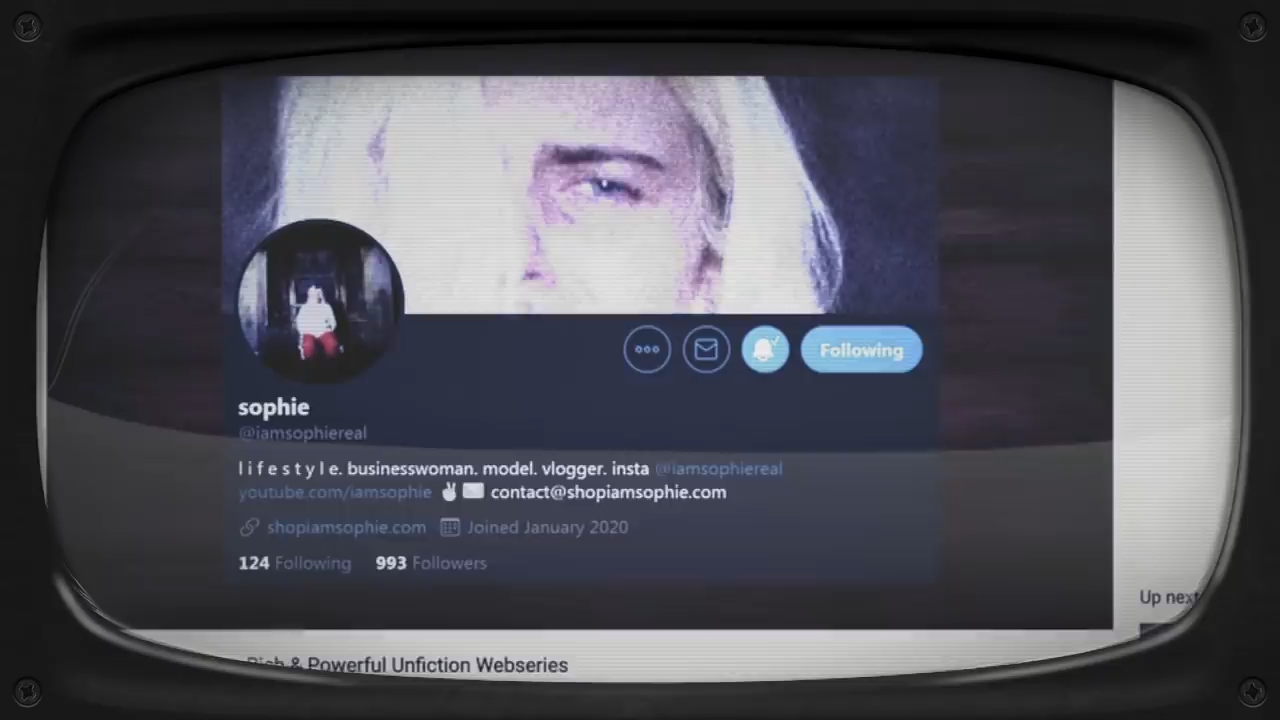 Following
sophie
@iamsophiereal
l i f e s t y l e. businesswoman. model. vlogger. insta @iamsophiereal
youtube.com/iamsophie ✌️✉️ contact@shopiamsophie.com
shopiamsophie.com Joined January 2020
124 Following 993 Followers
Up next
Rich & Powerful Unfiction Webseries